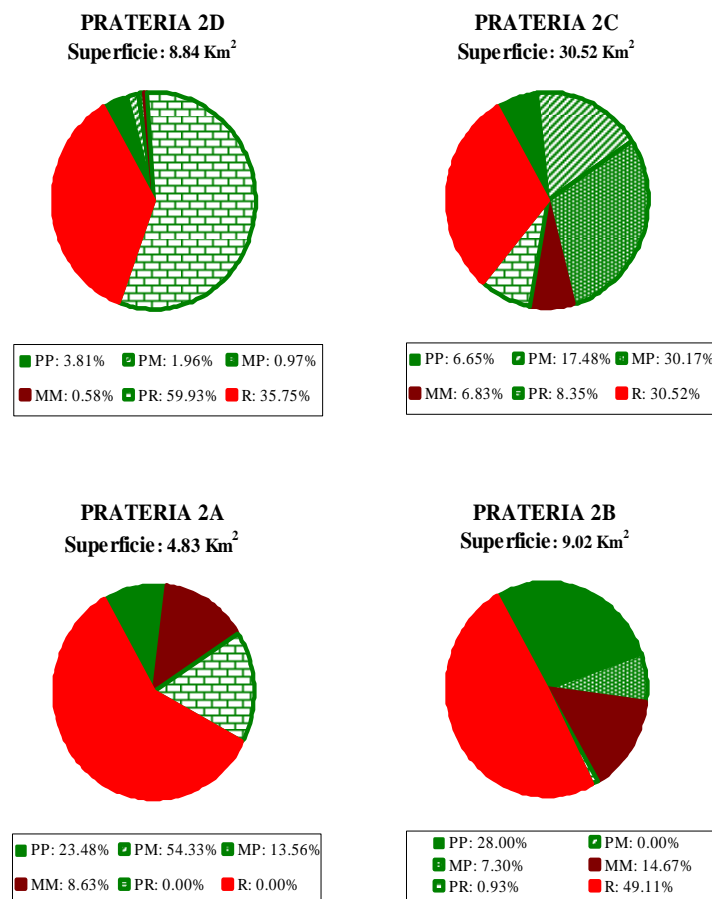 PRATERIA 2D
Superficie: 8.84 Km²
PP: 3.81% PM: 1.96% MP: 0.97%
MM: 0.58% PR: 59.93% R: 35.75%
PRATERIA 2C
Superficie: 30.52 Km²
PP: 6.65% PM: 17.48% MP: 30.17%
MM: 6.83% PR: 8.35% R: 30.52%
PRATERIA 2A
Superficie: 4.83 Km²
PP: 23.48% PM: 54.33% MP: 13.56%
MM: 8.63% PR: 0.00% R: 0.00%
PRATERIA 2B
Superficie: 9.02 Km²
PP: 28.00% PM: 0.00%
MP: 7.30% MM: 14.67%
PR: 0.93% R: 49.11%